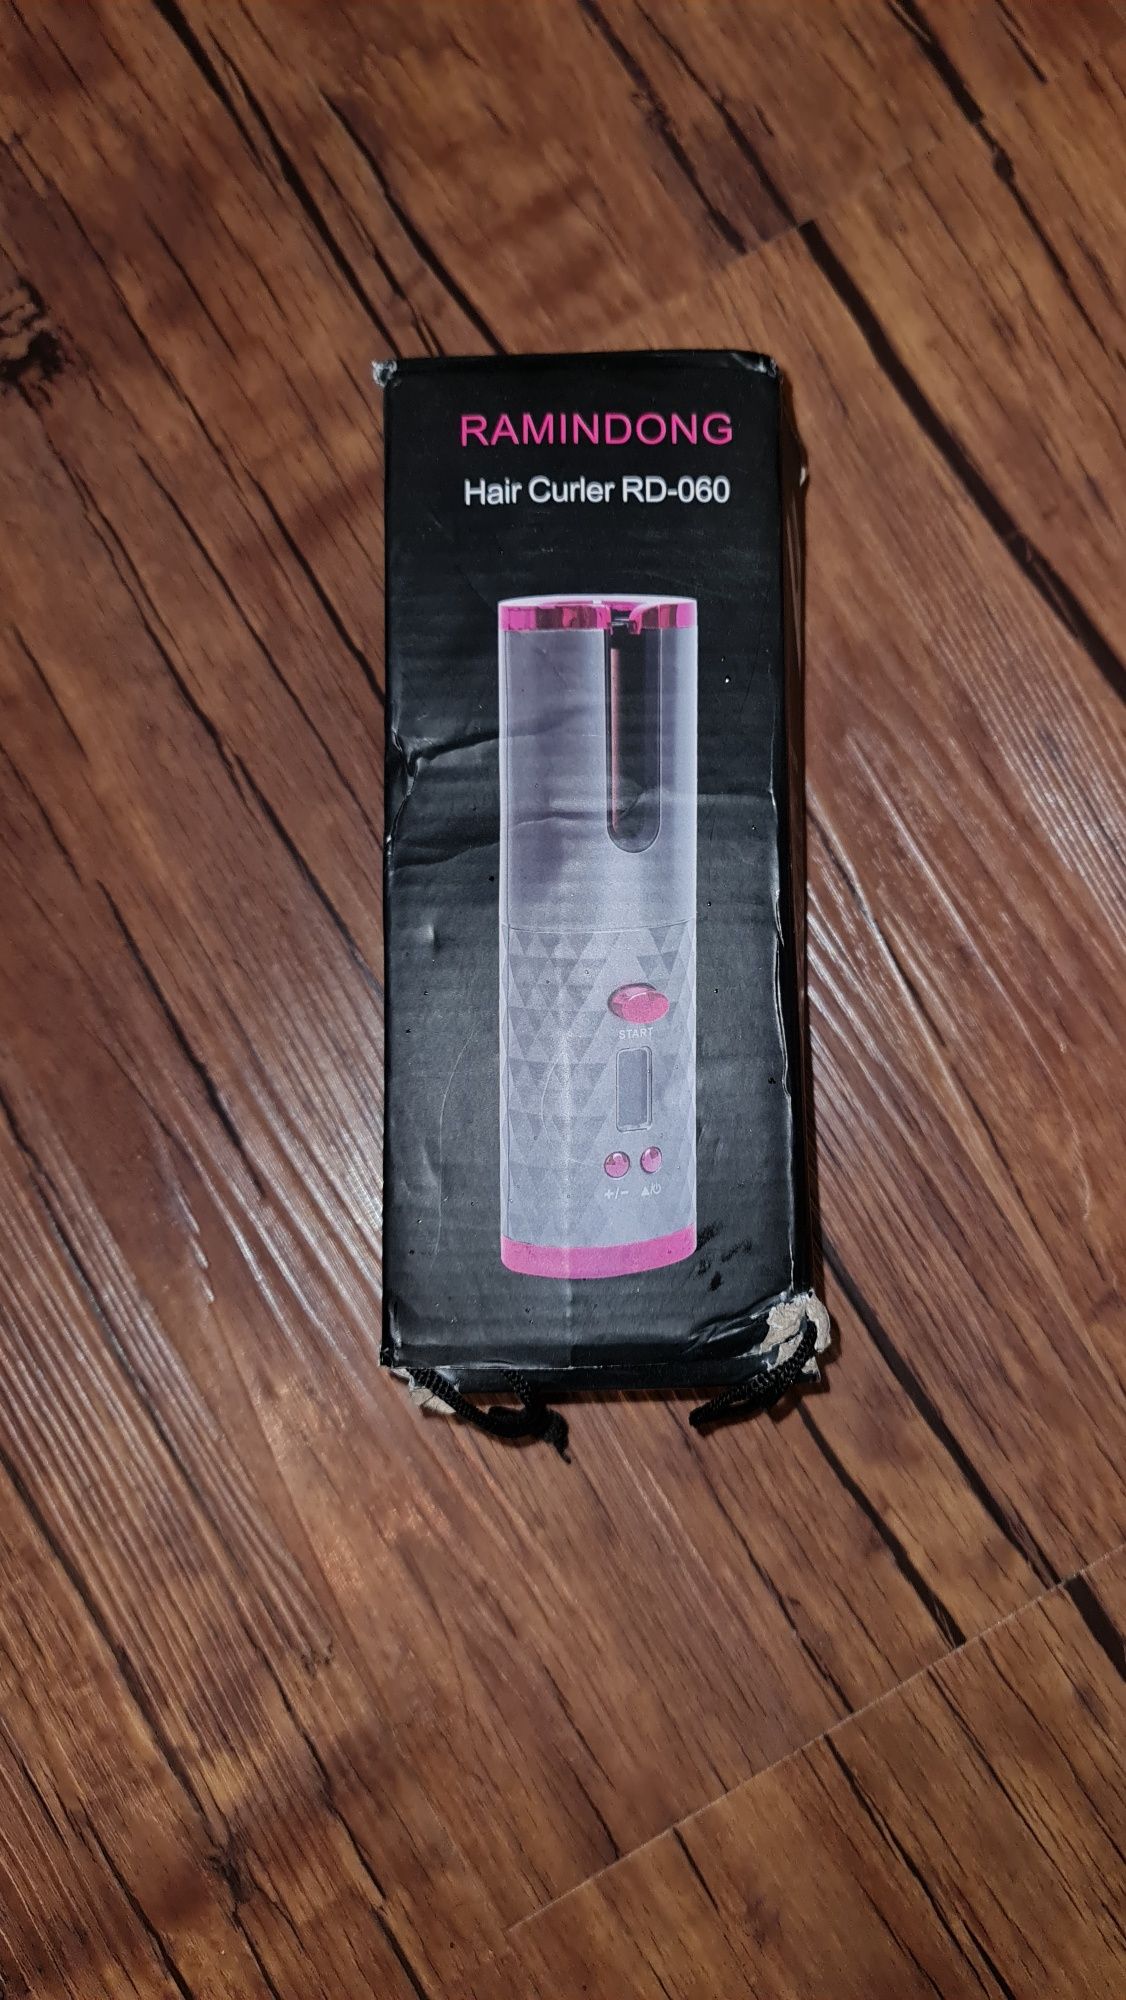 RAMINDONG
Hair Curler RD-060
START
+/- ▲/⏻